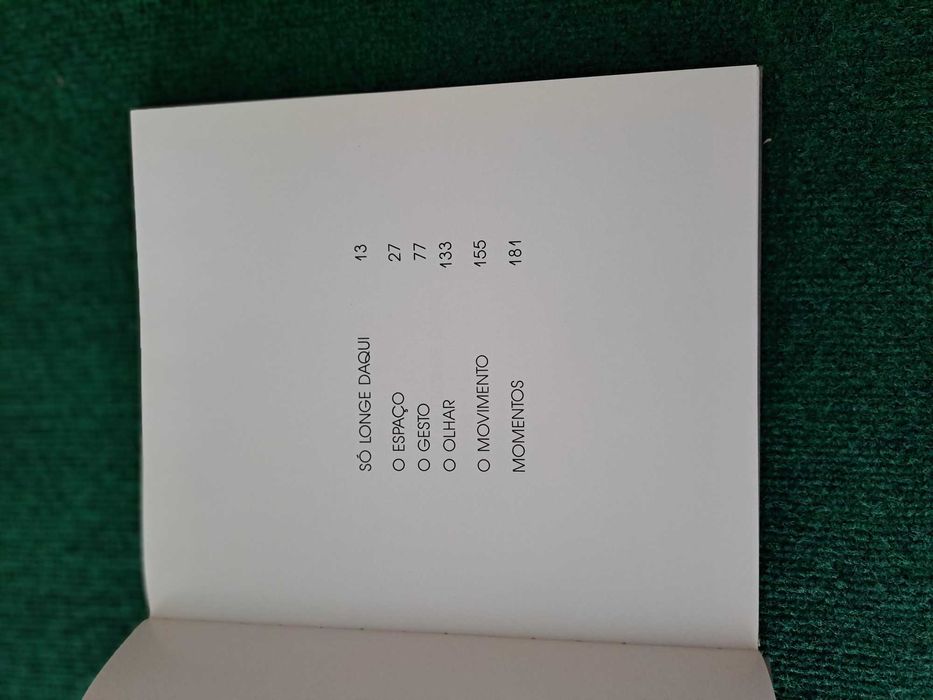 SÓ LONGE DAQUI 13
O ESPAÇO 27
O GESTO 77
O OLHAR 133
O MOVIMENTO 155
MOMENTOS 181